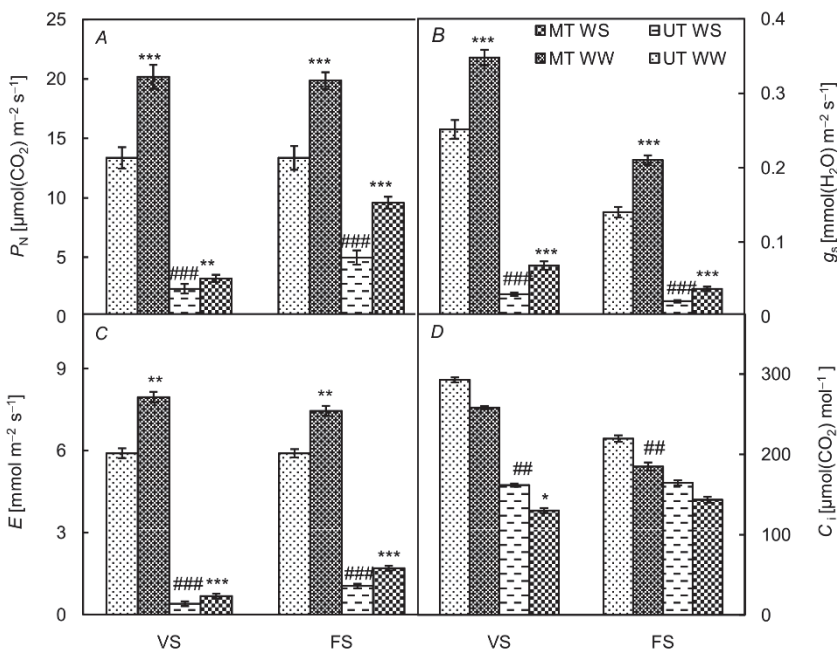 A
B
MT WS
UT WS
MT WW
UT WW
25
20
15
10
5
0
P_N [µmol(CO₂) m⁻² s⁻¹]
***
***
###
**
###
***
0.4
0.3
0.2
0.1
0
g_s [mmol(H₂O) m⁻² s⁻¹]
***
###
***
***
###
***
C
D
9
6
3
0
E [mmol m⁻² s⁻¹]
**
###
***
**
###
***
300
200
100
0
C_i [µmol(CO₂) mol⁻¹]
##
*
##
VS
FS
VS
FS